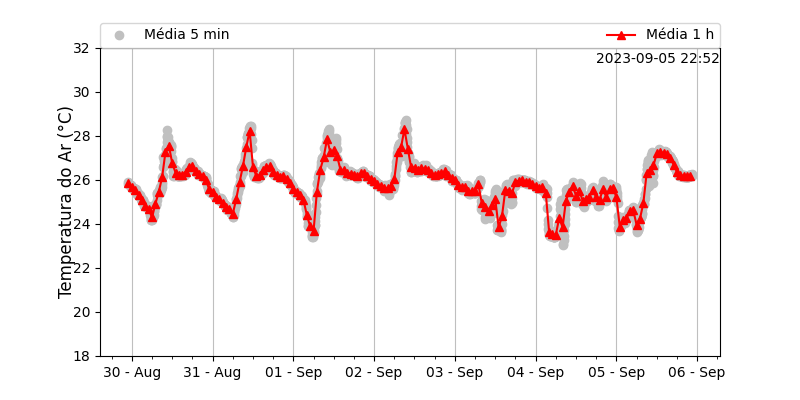 Média 5 min
Média 1 h
2023-09-05 22:52
Temperatura do Ar (°C)
32
30
28
26
24
22
20
18
30 - Aug
31 - Aug
01 - Sep
02 - Sep
03 - Sep
04 - Sep
05 - Sep
06 - Sep